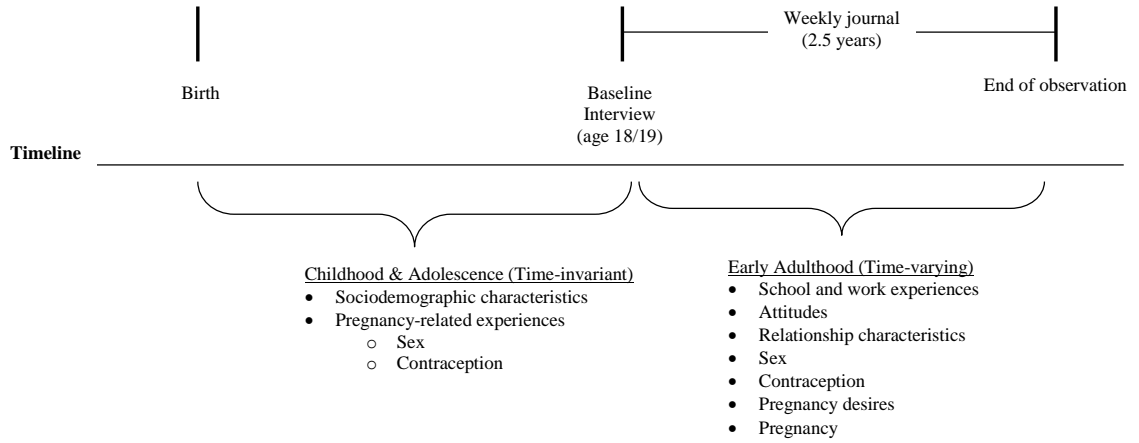 Weekly journal
(2.5 years)
Birth
Baseline
Interview
(age 18/19)
End of observation
Timeline
Childhood & Adolescence (Time-invariant)
• Sociodemographic characteristics
• Pregnancy-related experiences
o Sex
o Contraception
Early Adulthood (Time-varying)
• School and work experiences
• Attitudes
• Relationship characteristics
• Sex
• Contraception
• Pregnancy desires
• Pregnancy